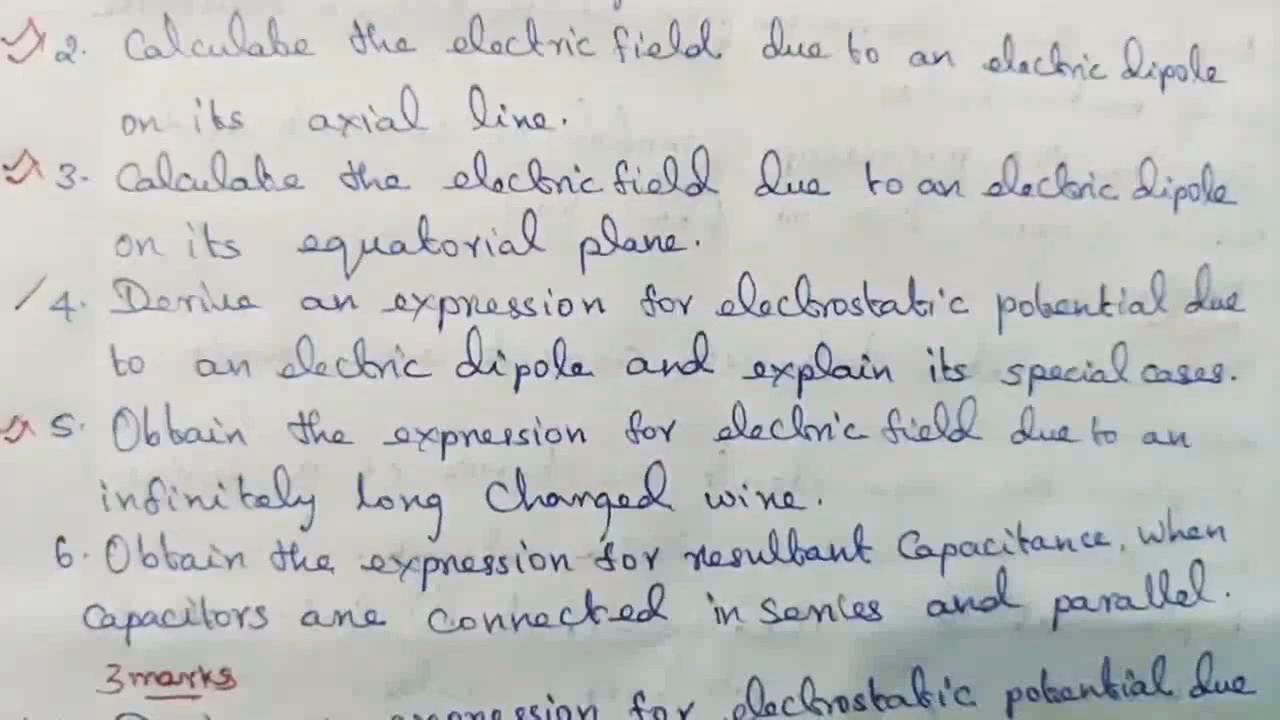 2. Calculate the electric field due to an electric dipole
on its axial line.
3. Calculate the electric field due to an electric dipole
on its equatorial plane.
4. Derive an expression for electrostatic potential due
to an electric dipole and explain its special cases.
5. Obtain the expression for electric field due to an
infinitely long charged wire.
6. Obtain the expression for resultant capacitance, when
capacitors are connected in series and parallel.
3 marks
expression for electrostatic potential due